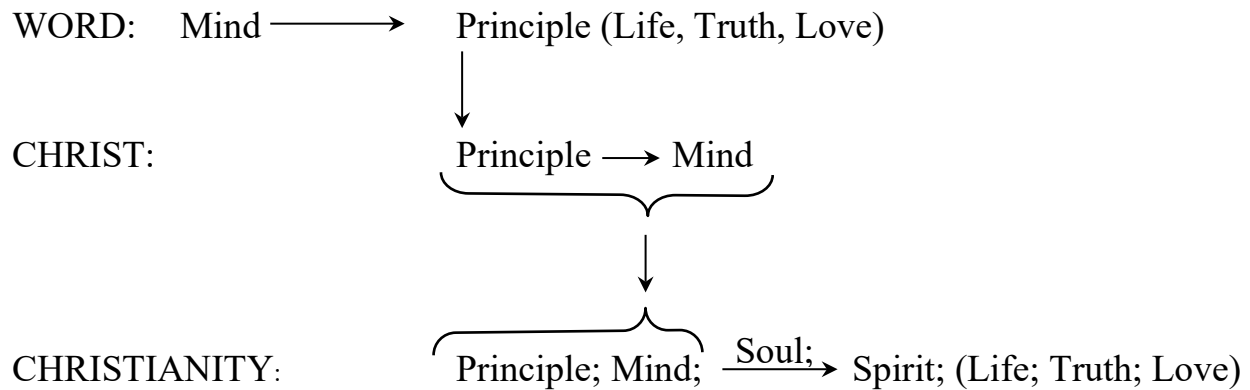 WORD: Mind Principle (Life, Truth, Love)
CHRIST: Principle Mind
Soul;
CHRISTIANITY: Principle; Mind; Spirit; (Life; Truth; Love)